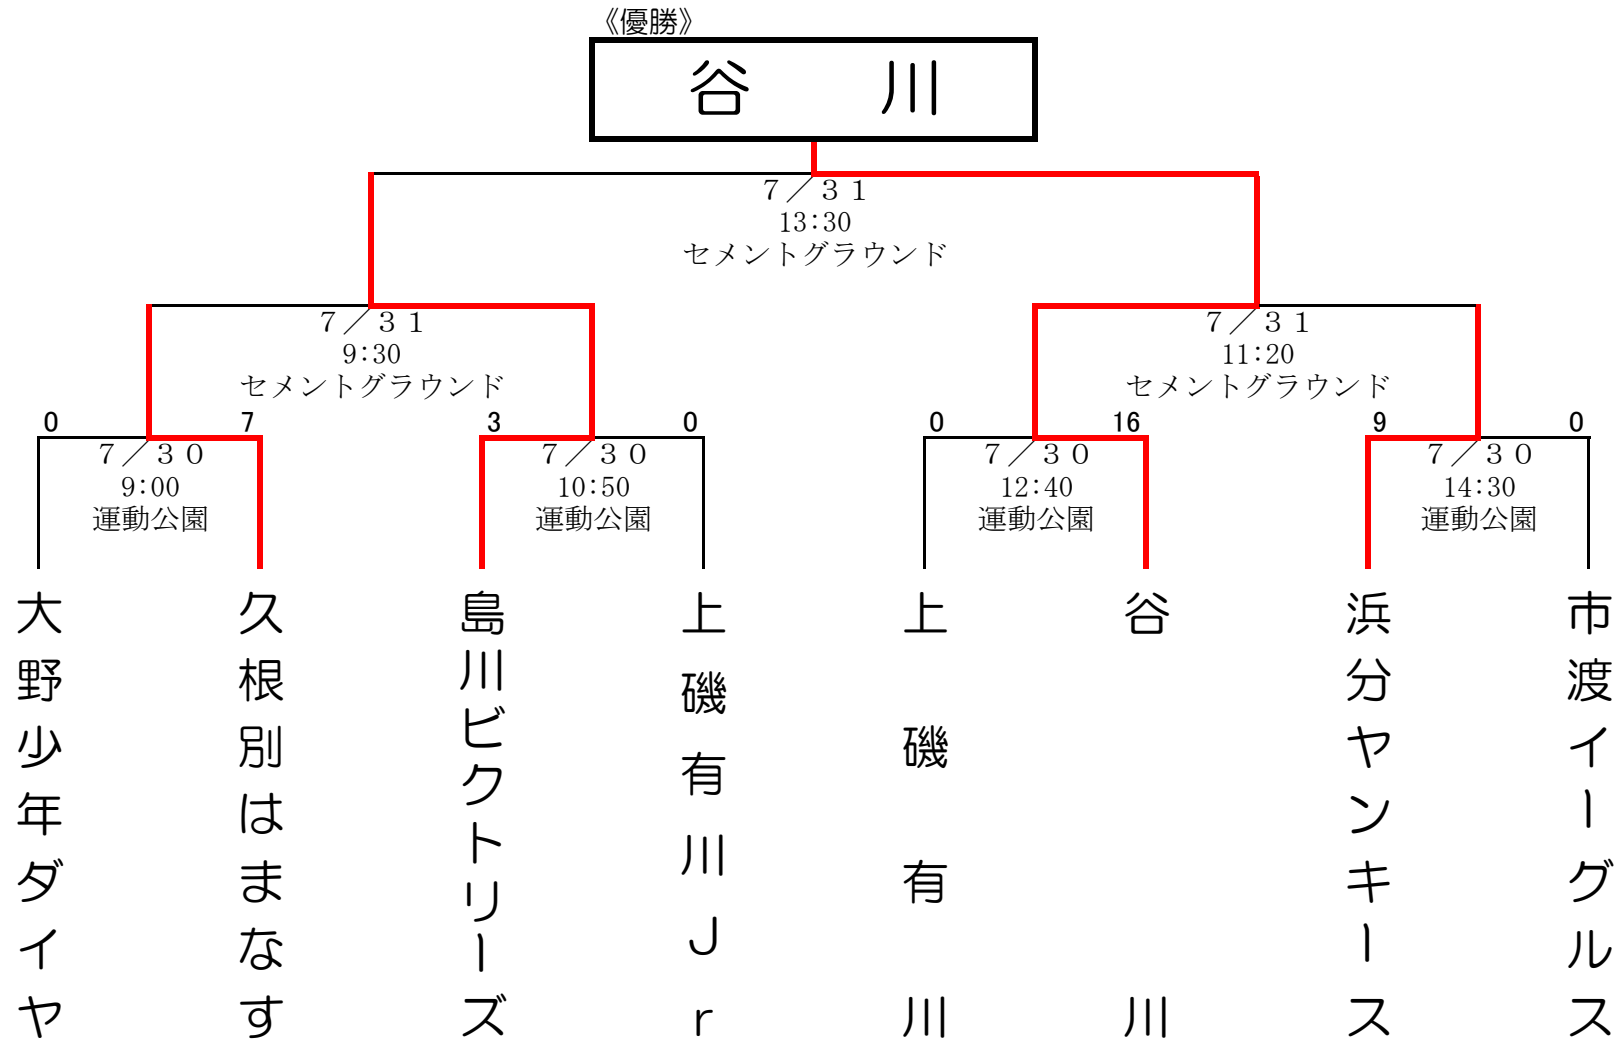 《優勝》
谷　川
７／３１
13:30
セメントグラウンド
７／３１
9:30
セメントグラウンド
７／３１
11:20
セメントグラウンド
0
7
3
0
0
16
9
0
７／３０
9:00
運動公園
７／３０
10:50
運動公園
７／３０
12:40
運動公園
７／３０
14:30
運動公園
大野少年ダイヤ
久根別はまなす
島川ビクトリーズ
上磯有川Ｊｒ
上磯有川
谷川
浜分ヤンキース
市渡イーグルス